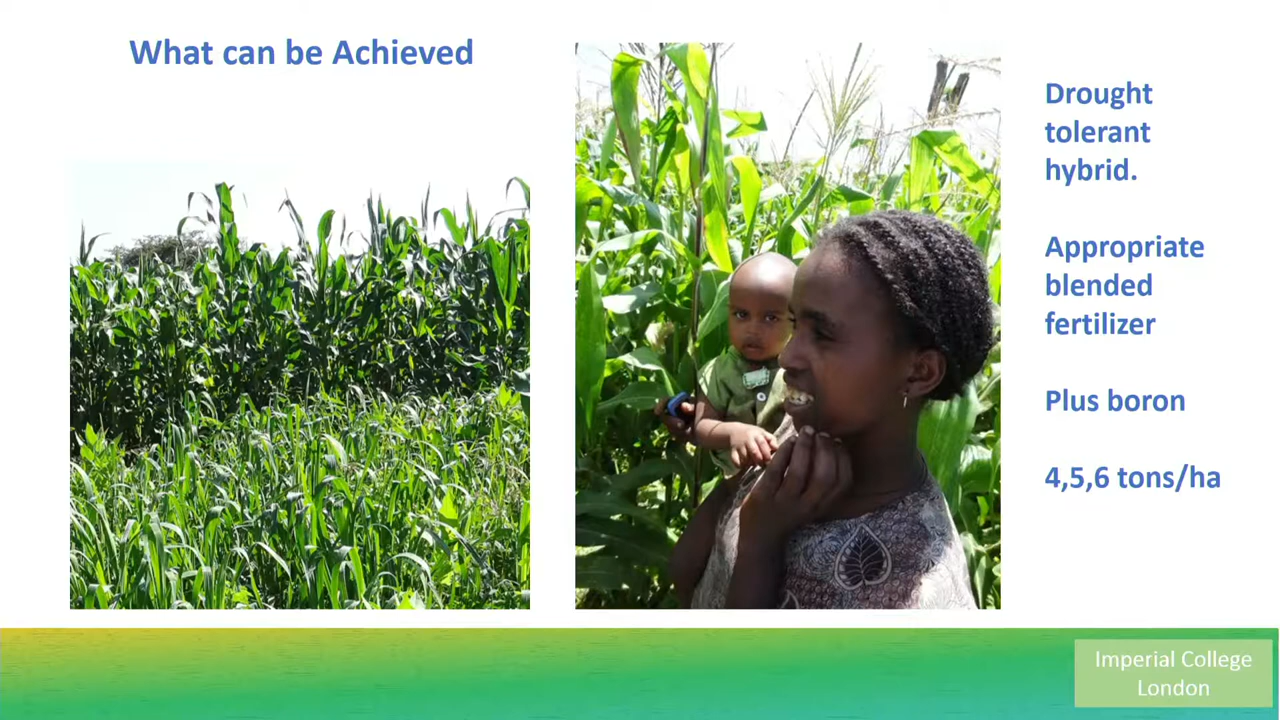 What can be Achieved
Drought
tolerant
hybrid.
Appropriate
blended
fertilizer
Plus boron
4,5,6 tons/ha
Imperial College
London